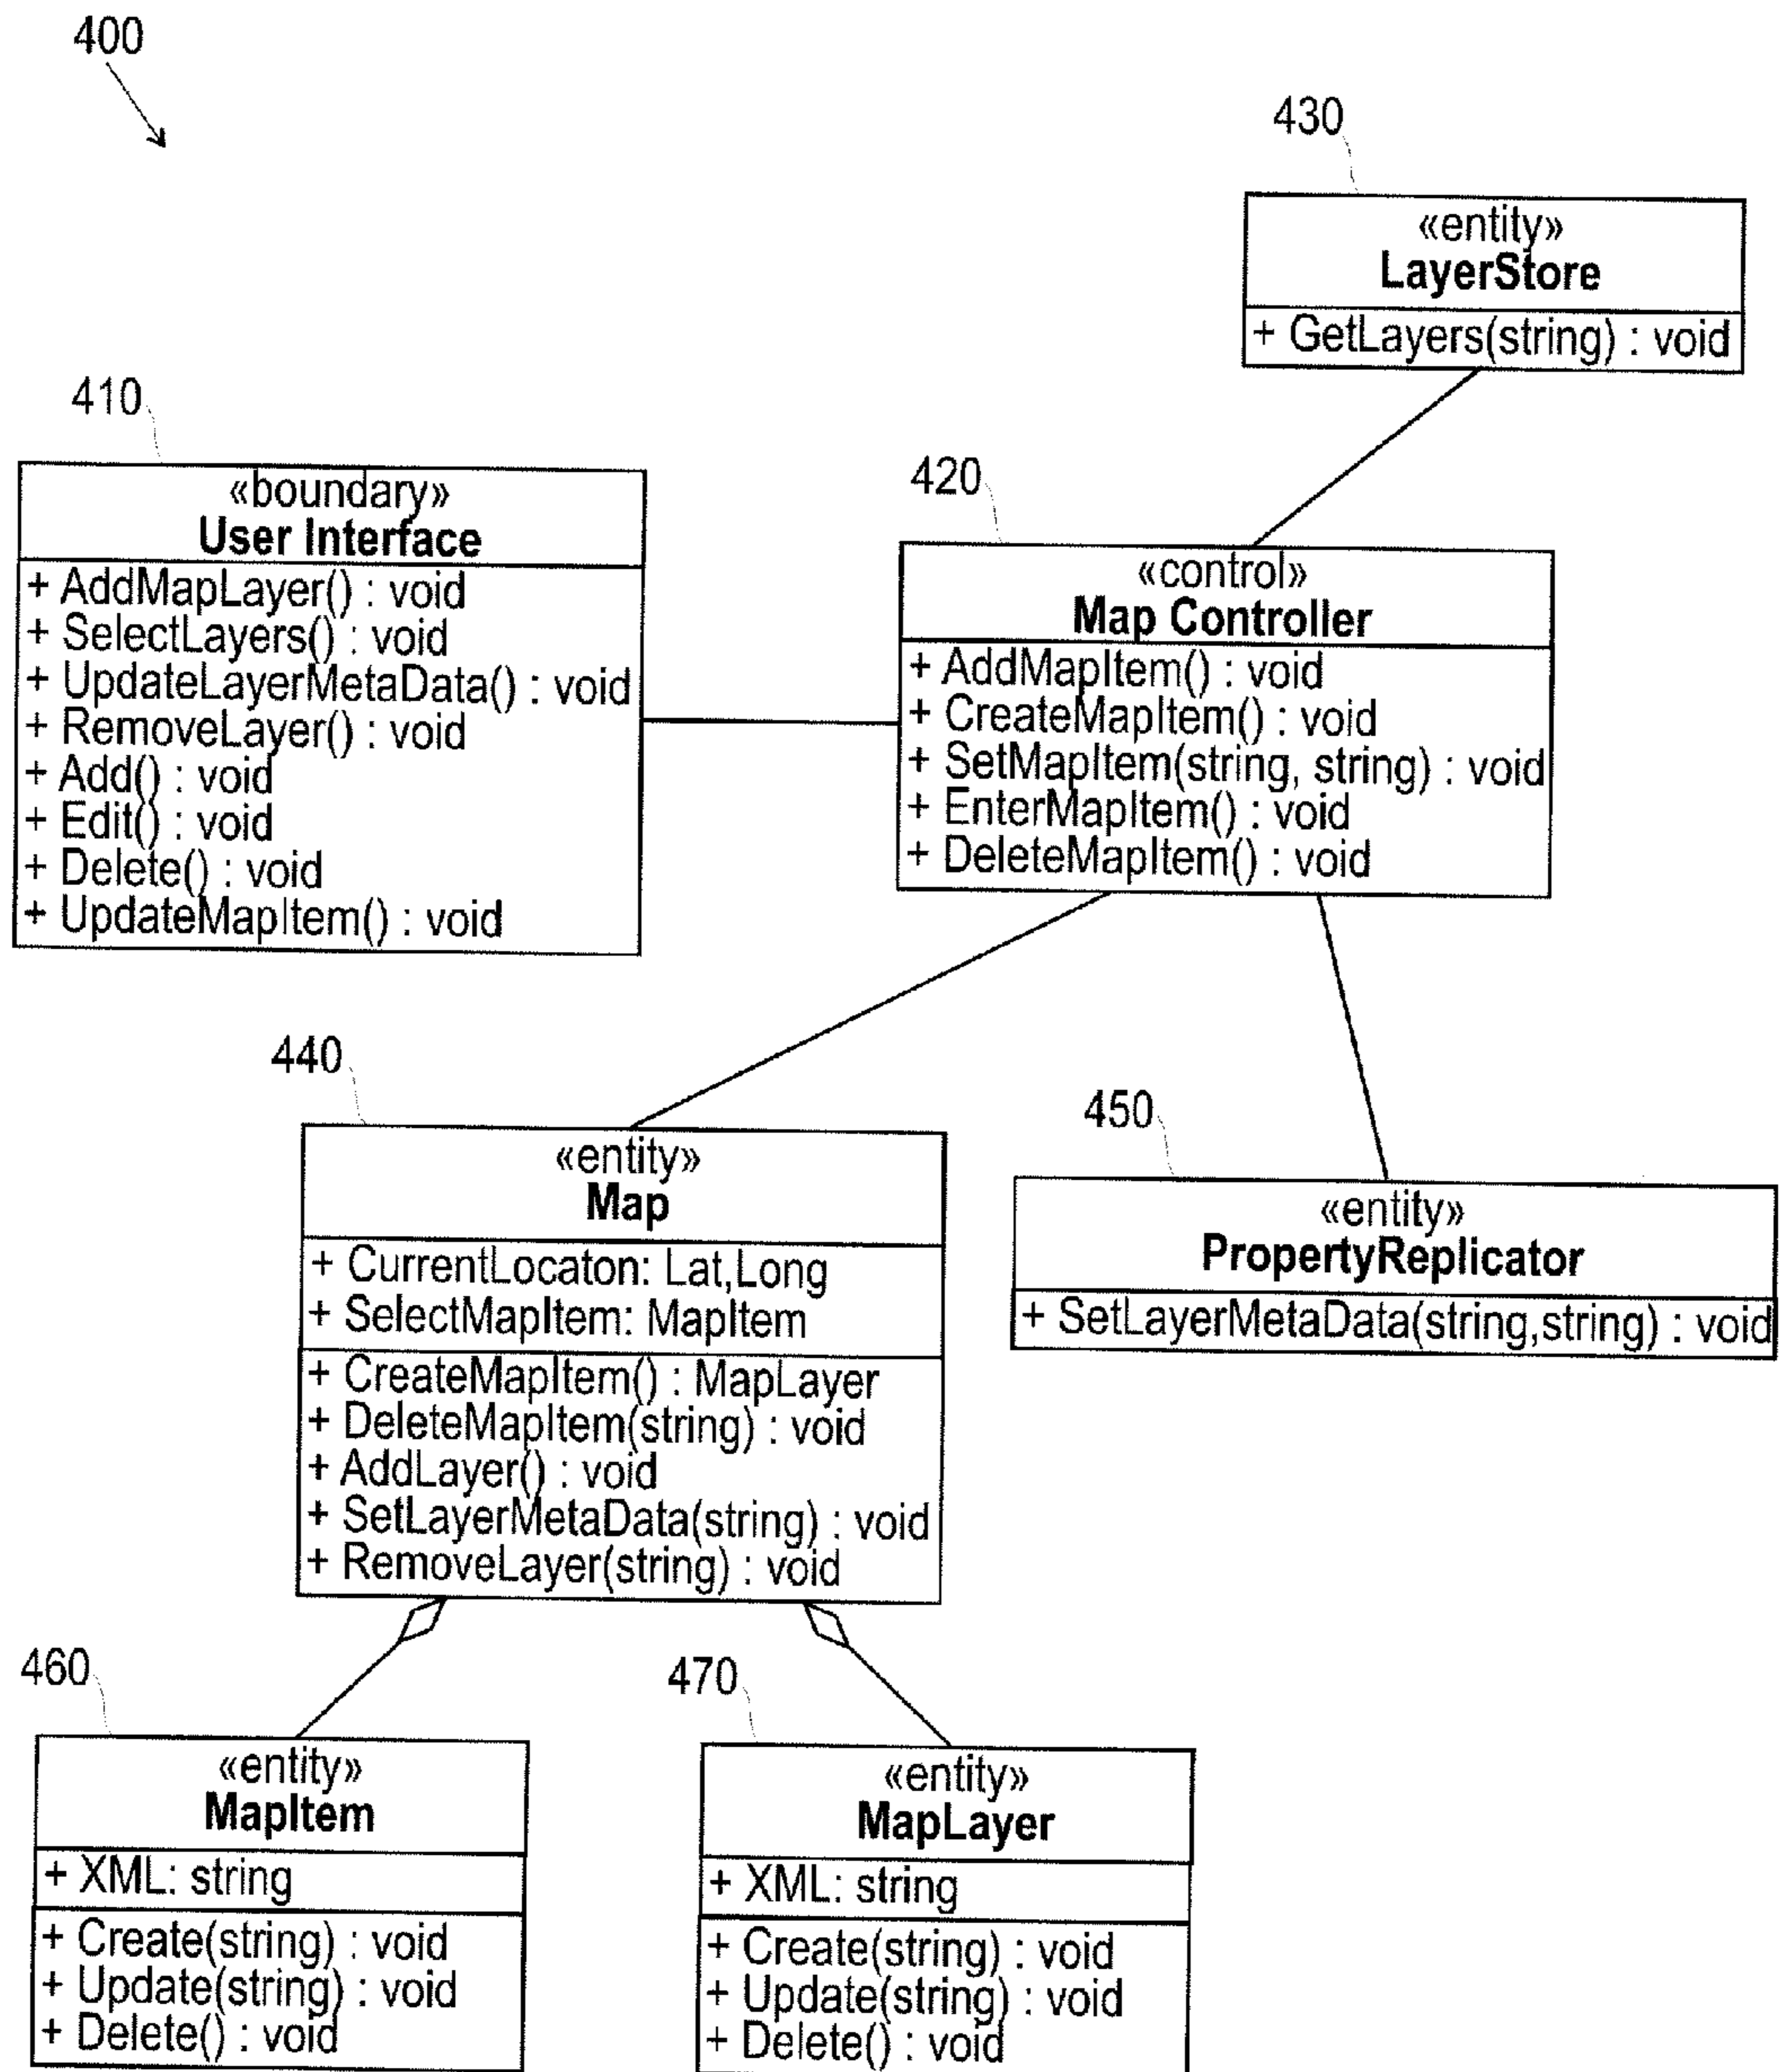 400
430
«entity»
LayerStore
+ GetLayers(string) : void
410
«boundary»
User Interface
+ AddMapLayer() : void
+ SelectLayers() : void
+ UpdateLayerMetaData() : void
+ RemoveLayer() : void
+ Add() : void
+ Edit() : void
+ Delete() : void
+ UpdateMapItem() : void
420
«control»
Map Controller
+ AddMapItem() : void
+ CreateMapItem() : void
+ SetMapItem(string, string) : void
+ EnterMapItem() : void
+ DeleteMapItem() : void
440
«entity»
Map
+ CurrentLocaton: Lat,Long
+ SelectMapItem: MapItem
+ CreateMapItem() : MapLayer
+ DeleteMapItem(string) : void
+ AddLayer() : void
+ SetLayerMetaData(string) : void
+ RemoveLayer(string) : void
450
«entity»
PropertyReplicator
+ SetLayerMetaData(string,string) : void
460
«entity»
MapItem
+ XML: string
+ Create(string) : void
+ Update(string) : void
+ Delete() : void
470
«entity»
MapLayer
+ XML: string
+ Create(string) : void
+ Update(string) : void
+ Delete() : void